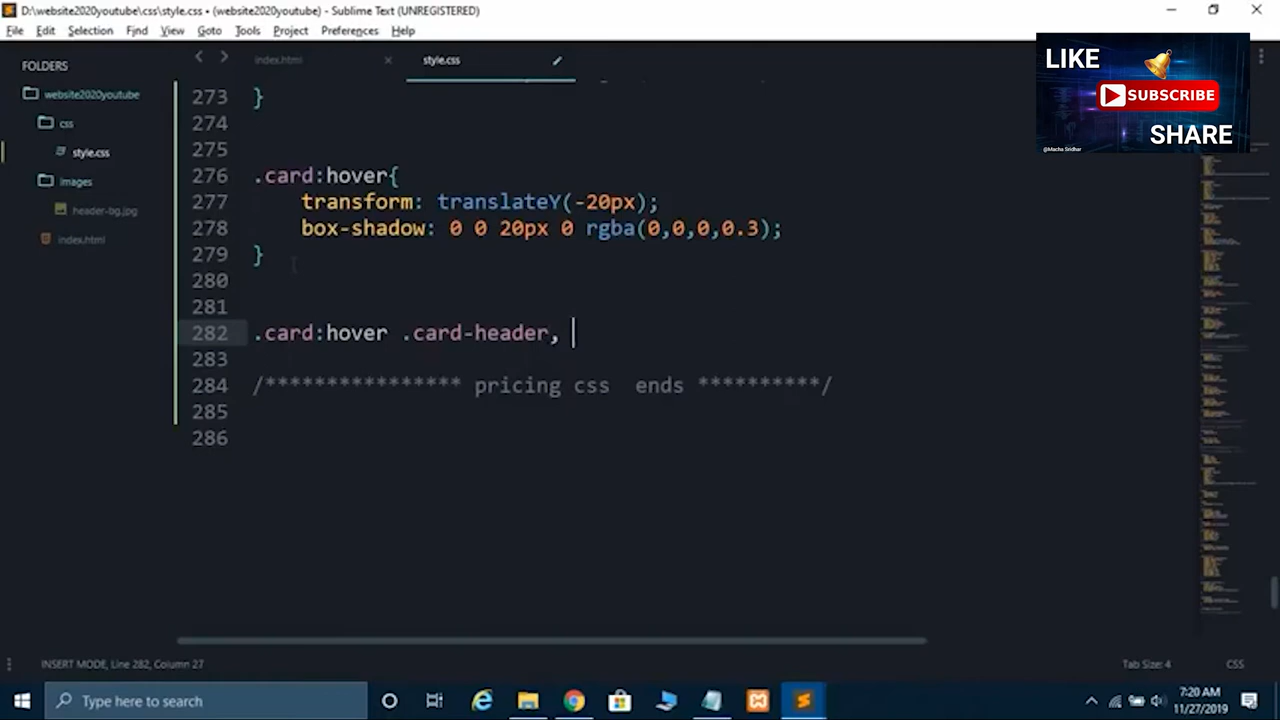 D:\website2020youtube\css\style.css • (website2020youtube) - Sublime Text (UNREGISTERED)
File Edit Selection Find View Goto Tools Project Preferences Help
FOLDERS
website2020youtube
css
style.css
images
header-bg.jpg
index.html
index.html
style.css
273 }
274
275
276 .card:hover{
277 transform: translateY(-20px);
278 box-shadow: 0 0 20px 0 rgba(0,0,0,0.3);
279 }
280
281
282 .card:hover .card-header,
283
284 /**************** pricing css  ends **********/
285
286
LIKE
SUBSCRIBE
SHARE
@Macha Sridhar
INSERT MODE, Line 282, Column 27
Tab Size: 4
CSS
Type here to search
7:20 AM
11/27/2019